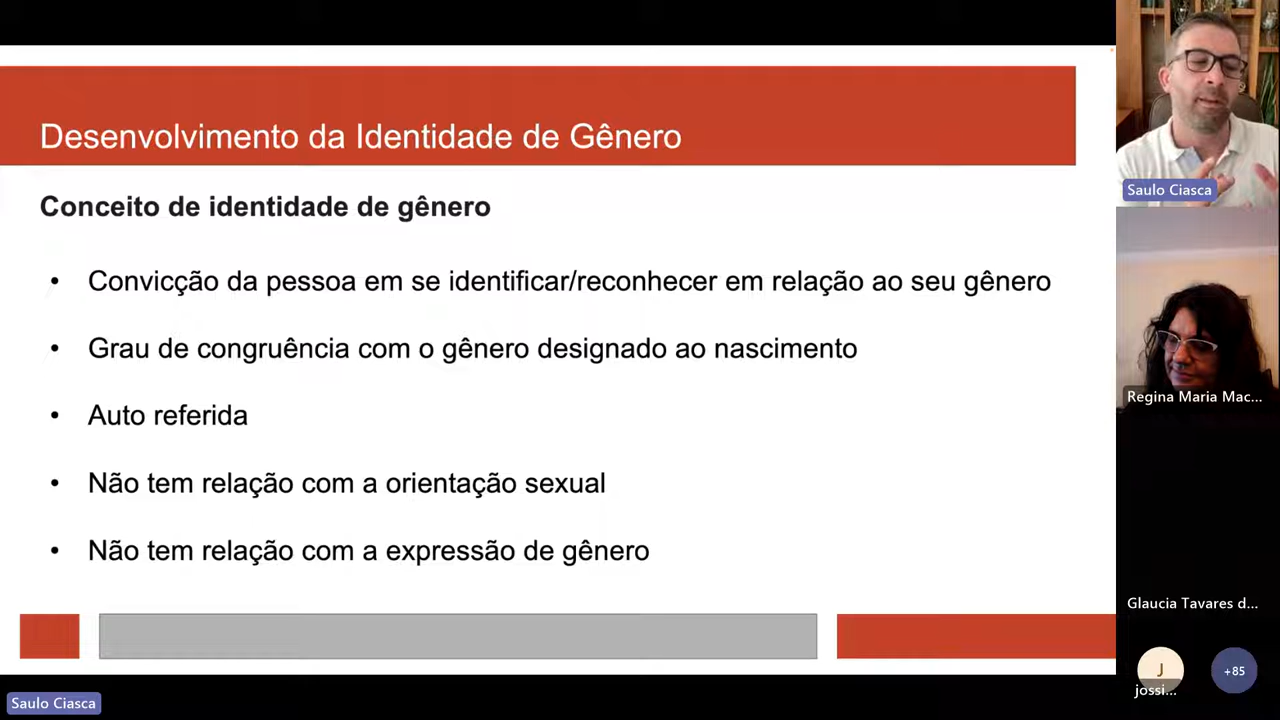 Desenvolvimento da Identidade de Gênero
Conceito de identidade de gênero
• Convicção da pessoa em se identificar/reconhecer em relação ao seu gênero
• Grau de congruência com o gênero designado ao nascimento
• Auto referida
• Não tem relação com a orientação sexual
• Não tem relação com a expressão de gênero
Saulo Ciasca
Saulo Ciasca
Regina Maria Mac...
Glaucia Tavares d...
J
jossi...
+85